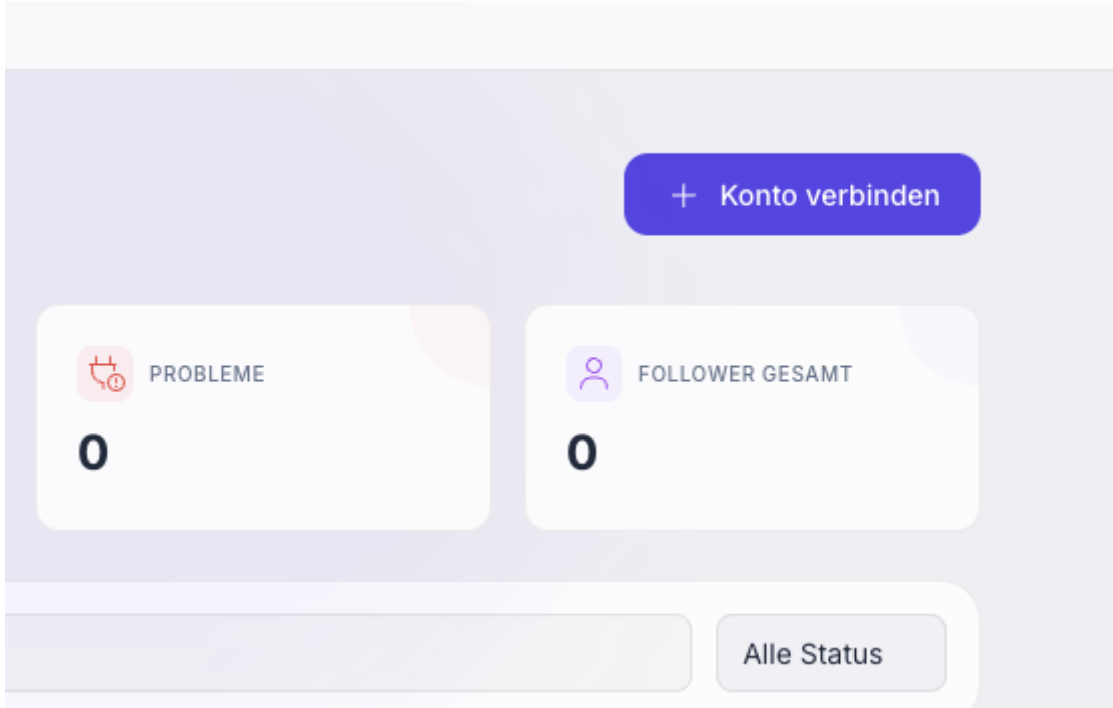 Konto verbinden
PROBLEME
0
FOLLOWER GESAMT
0
Alle Status